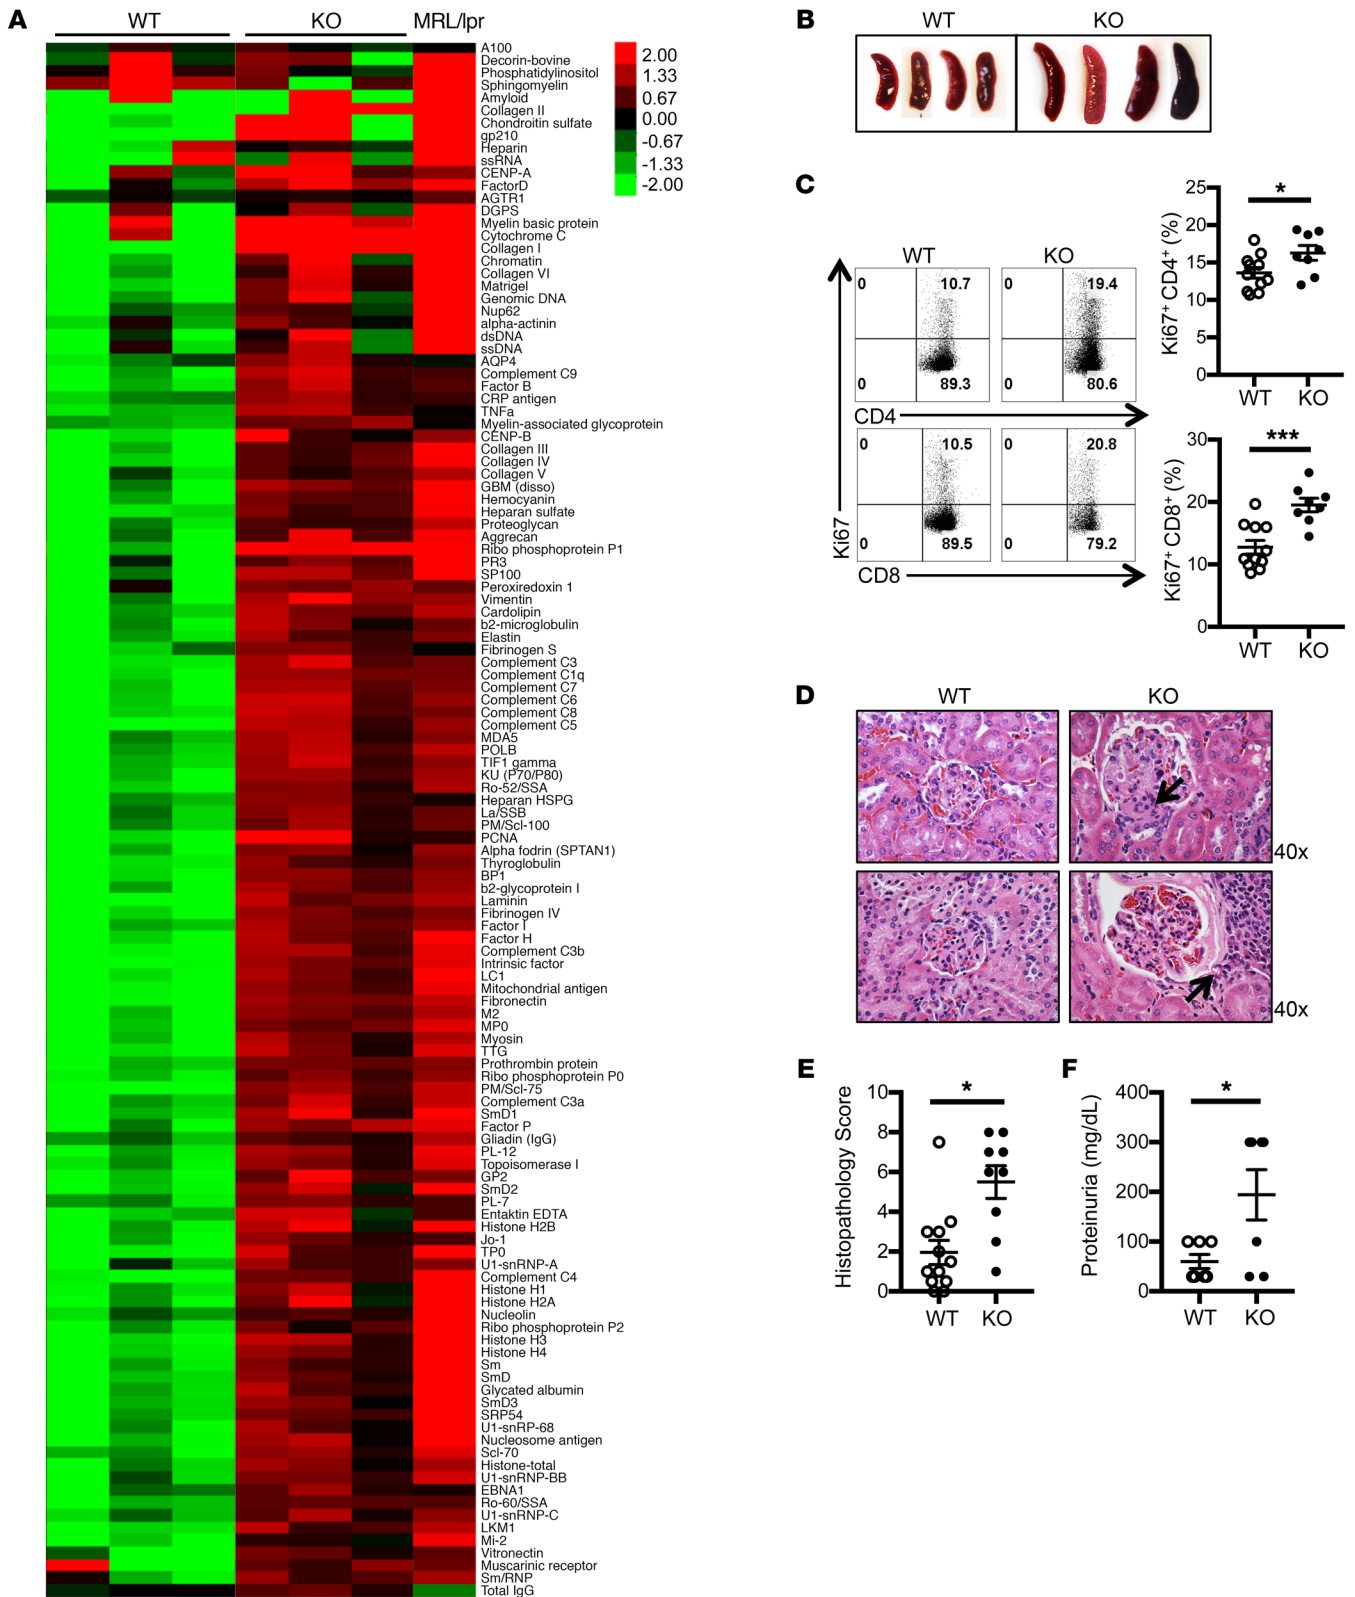 A
WT
KO
MRL/lpr
A100
Decorin-bovine
Phosphatidylinositol
Sphingomyelin
Amyloid
Collagen II
Chondroitin sulfate
gp210
Heparin
ssRNA
CENP-A
FactorD
AGTR1
DGPS
Myelin basic protein
Cytochrome C
Collagen I
Chromatin
Collagen VI
Matrigel
Genomic DNA
Nup62
alpha-actinin
dsDNA
ssDNA
AQP4
Complement C9
Factor B
CRP antigen
TNFa
Myelin-associated glycoprotein
CENP-B
Collagen III
Collagen IV
Collagen V
GBM (disso)
Hemocyanin
Heparan sulfate
Proteoglycan
Aggrecan
Ribo phosphoprotein P1
PR3
SP100
Peroxiredoxin 1
Vimentin
Cardolipin
b2-microglobulin
Elastin
Fibrinogen S
Complement C3
Complement C1q
Complement C7
Complement C6
Complement C8
Complement C5
MDA5
POLB
TIF1 gamma
KU (P70/P80)
Ro-52/SSA
Heparan HSPG
La/SSB
PM/Scl-100
PCNA
Alpha fodrin (SPTAN1)
Thyroglobulin
BP1
b2-glycoprotein I
Laminin
Fibrinogen IV
Factor I
Factor H
Complement C3b
Intrinsic factor
LC1
Mitochondrial antigen
Fibronectin
M2
MP0
Myosin
TTG
Prothrombin protein
Ribo phosphoprotein P0
PM/Scl-75
Complement C3a
SmD1
Factor P
Gliadin (IgG)
PL-12
Topoisomerase I
GP2
SmD2
PL-7
Entaktin EDTA
Histone H2B
Jo-1
TP0
U1-snRNP-A
Complement C4
Histone H1
Histone H2A
Nucleolin
Ribo phosphoprotein P2
Histone H3
Histone H4
Sm
SmD
Glycated albumin
SmD3
SRP54
U1-snRP-68
Nucleosome antigen
Scl-70
Histone-total
U1-snRNP-BB
EBNA1
Ro-60/SSA
U1-snRNP-C
LKM1
Mi-2
Vitronectin
Muscarinic receptor
Sm/RNP
Total IgG
2.00
1.33
0.67
0.00
-0.67
-1.33
-2.00
B
WT
KO
C
WT
KO
0
10.7
0
19.4
0
89.3
0
80.6
CD4
0
10.5
0
20.8
0
89.5
0
79.2
CD8
Ki67
Ki67+ CD4+ (%)
25
20
15
10
5
0
*
WT
KO
Ki67+ CD8+ (%)
30
20
10
0
***
WT
KO
D
WT
KO
40x
40x
E
Histopathology Score
10
8
6
4
2
0
*
WT
KO
F
Proteinuria (mg/dL)
400
300
200
100
0
*
WT
KO